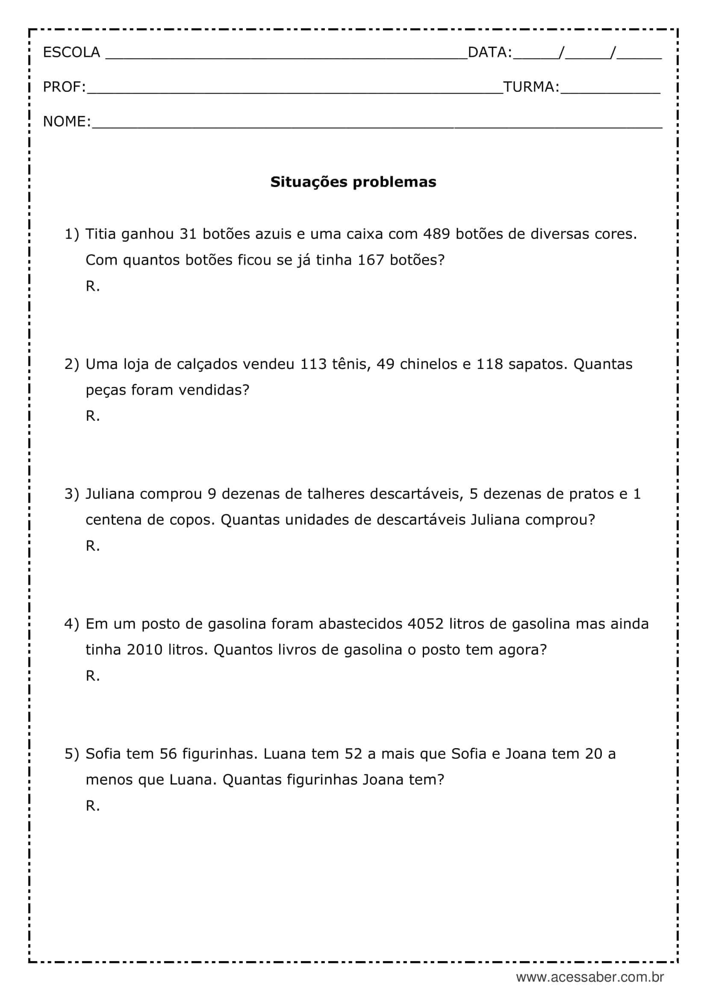 ESCOLA ________________________________________DATA:_____/_____/_____
PROF:______________________________________________TURMA:___________
NOME:_______________________________________________________________
Situações problemas
1) Titia ganhou 31 botões azuis e uma caixa com 489 botões de diversas cores.
Com quantos botões ficou se já tinha 167 botões?
R.
2) Uma loja de calçados vendeu 113 tênis, 49 chinelos e 118 sapatos. Quantas
peças foram vendidas?
R.
3) Juliana comprou 9 dezenas de talheres descartáveis, 5 dezenas de pratos e 1
centena de copos. Quantas unidades de descartáveis Juliana comprou?
R.
4) Em um posto de gasolina foram abastecidos 4052 litros de gasolina mas ainda
tinha 2010 litros. Quantos livros de gasolina o posto tem agora?
R.
5) Sofia tem 56 figurinhas. Luana tem 52 a mais que Sofia e Joana tem 20 a
menos que Luana. Quantas figurinhas Joana tem?
R.
www.acessaber.com.br